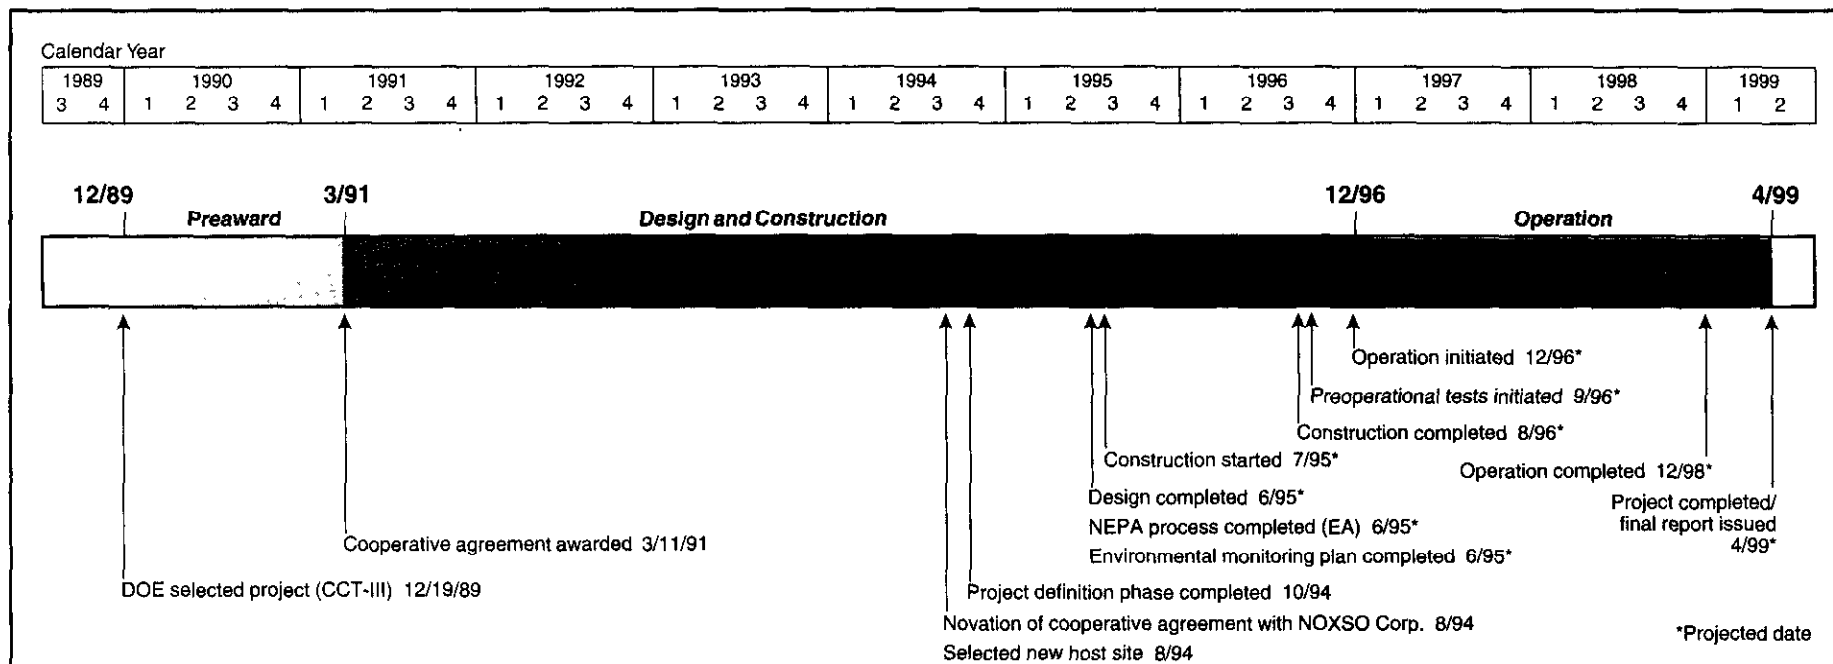 Calendar Year
1989 1990 1991 1992 1993 1994 1995 1996 1997 1998 1999
3 4 1 2 3 4 1 2 3 4 1 2 3 4 1 2 3 4 1 2 3 4 1 2 3 4 1 2 3 4 1 2 3 4 1 2 3 4 1 2
12/89 3/91 12/96 4/99
Preaward Design and Construction Operation
Operation initiated 12/96*
Preoperational tests initiated 9/96*
Construction completed 8/96*
Construction started 7/95*
Operation completed 12/98*
Design completed 6/95*
Project completed/
final report issued
4/99*
NEPA process completed (EA) 6/95*
Environmental monitoring plan completed 6/95*
Cooperative agreement awarded 3/11/91
DOE selected project (CCT-III) 12/19/89
Project definition phase completed 10/94
Novation of cooperative agreement with NOXSO Corp. 8/94
Selected new host site 8/94
*Projected date